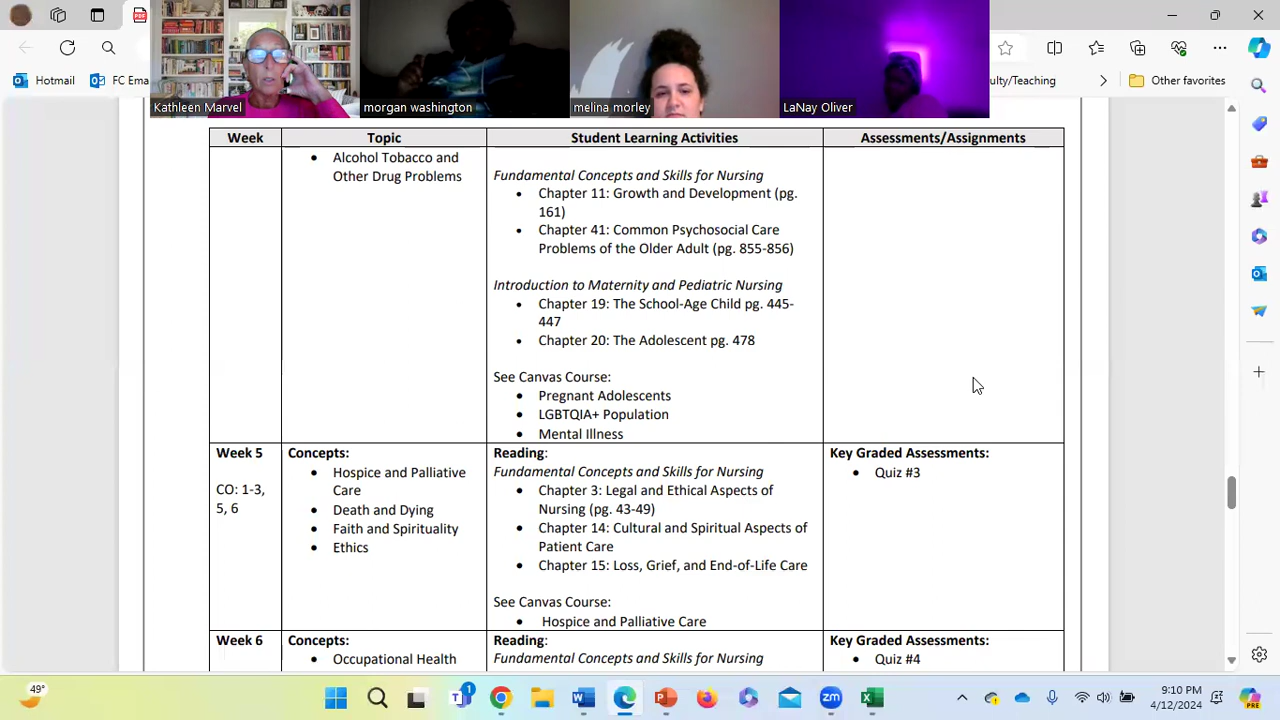 Hotmail
FC Ema
ulty/Teaching
Other favorites
Kathleen Marvel
morgan washington
melina morley
LaNay Oliver
Week
Topic
Student Learning Activities
Assessments/Assignments
• Alcohol Tobacco and
Other Drug Problems
Fundamental Concepts and Skills for Nursing
• Chapter 11: Growth and Development (pg.
161)
• Chapter 41: Common Psychosocial Care
Problems of the Older Adult (pg. 855-856)
Introduction to Maternity and Pediatric Nursing
• Chapter 19: The School-Age Child pg. 445-
447
• Chapter 20: The Adolescent pg. 478
See Canvas Course:
• Pregnant Adolescents
• LGBTQIA+ Population
• Mental Illness
Week 5
CO: 1-3,
5, 6
Concepts:
• Hospice and Palliative
Care
• Death and Dying
• Faith and Spirituality
• Ethics
Reading:
Fundamental Concepts and Skills for Nursing
• Chapter 3: Legal and Ethical Aspects of
Nursing (pg. 43-49)
• Chapter 14: Cultural and Spiritual Aspects of
Patient Care
• Chapter 15: Loss, Grief, and End-of-Life Care
See Canvas Course:
• Hospice and Palliative Care
Key Graded Assessments:
• Quiz #3
Week 6
Concepts:
• Occupational Health
Reading:
Fundamental Concepts and Skills for Nursing
Key Graded Assessments:
• Quiz #4
49°
9:10 PM
4/12/2024